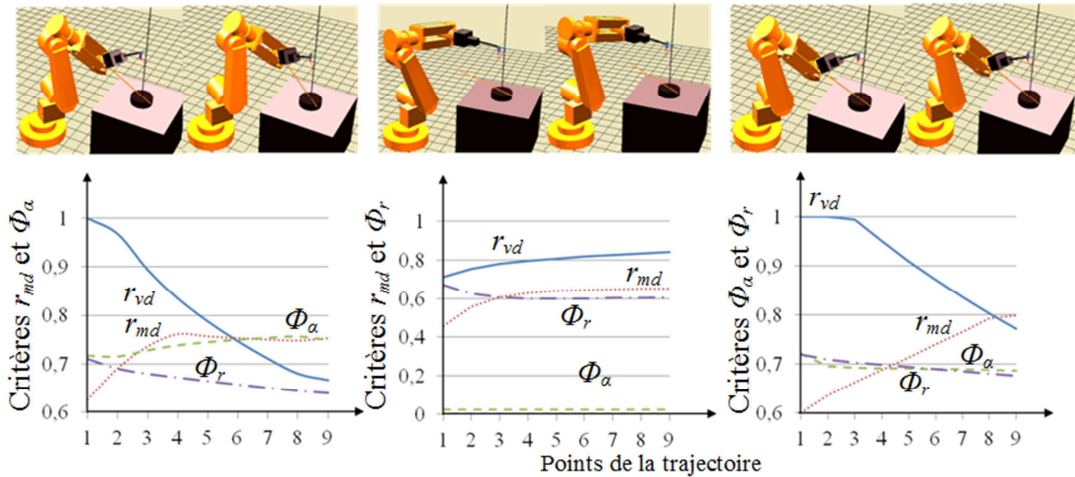 Critères r_md et Φ_α
1
0,9
0,8
0,7
0,6
r_vd
r_md
Φ_α
Φ_r
1 2 3 4 5 6 7 8 9
Critères r_md et Φ_r
1
0,8
0,6
0,4
0,2
0
r_vd
r_md
Φ_r
Φ_α
1 2 3 4 5 6 7 8 9
Critères Φ_α et Φ_r
r_vd
1
0,9
0,8
0,7
0,6
r_md
Φ_α
Φ_r
1 2 3 4 5 6 7 8 9
Points de la trajectoire